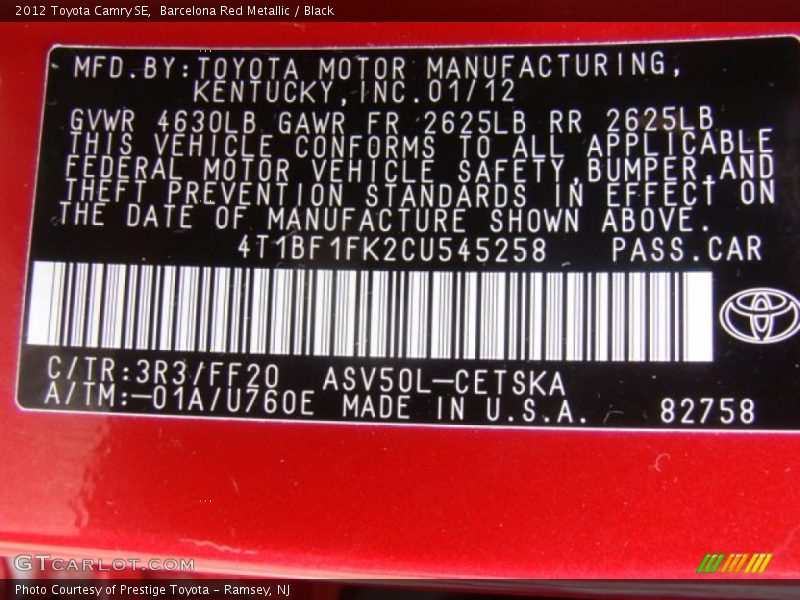 2012 Toyota Camry SE, Barcelona Red Metallic / Black
MFD.BY:TOYOTA MOTOR MANUFACTURING,
KENTUCKY,INC.01/12
GVWR 4630LB GAWR FR 2625LB RR 2625LB
THIS VEHICLE CONFORMS TO ALL APPLICABLE
FEDERAL MOTOR VEHICLE SAFETY,BUMPER,AND
THEFT PREVENTION STANDARDS IN EFFECT ON
THE DATE OF MANUFACTURE SHOWN ABOVE.
4T1BF1FK2CU545258 PASS.CAR
C/TR:3R3/FF20 ASV50L-CETSKA
A/TM:-01A/U760E MADE IN U.S.A. 82758
GTCARLOT.COM
Photo Courtesy of Prestige Toyota - Ramsey, NJ